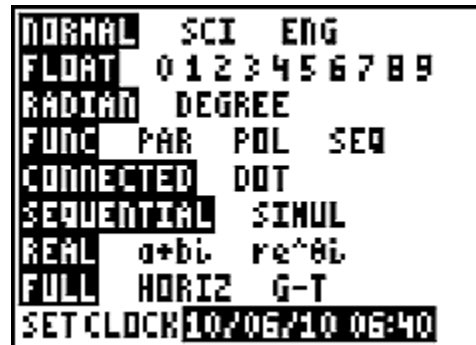 NORMAL SCI ENG
FLOAT 0 1 2 3 4 5 6 7 8 9
RADIAN DEGREE
FUNC PAR POL SEQ
CONNECTED DOT
SEQUENTIAL SIMUL
REAL a+bi re^θi
FULL HORIZ G-T
SET CLOCK 10/06/10 06:40